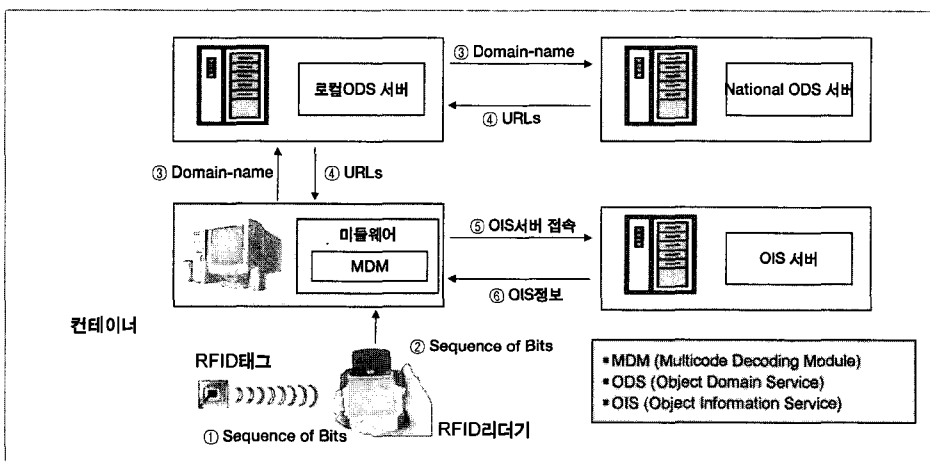 ③ Domain-name
로컬ODS 서버
National ODS 서버
④ URLs
③ Domain-name
④ URLs
미들웨어
MDM
⑤ OIS서버 접속
OIS 서버
⑥ OIS정보
컨테이너
② Sequence of Bits
RFID태그
▪MDM (Multicode Decoding Module)
▪ODS (Object Domain Service)
▪OIS (Object Information Service)
① Sequence of Bits
RFID리더기